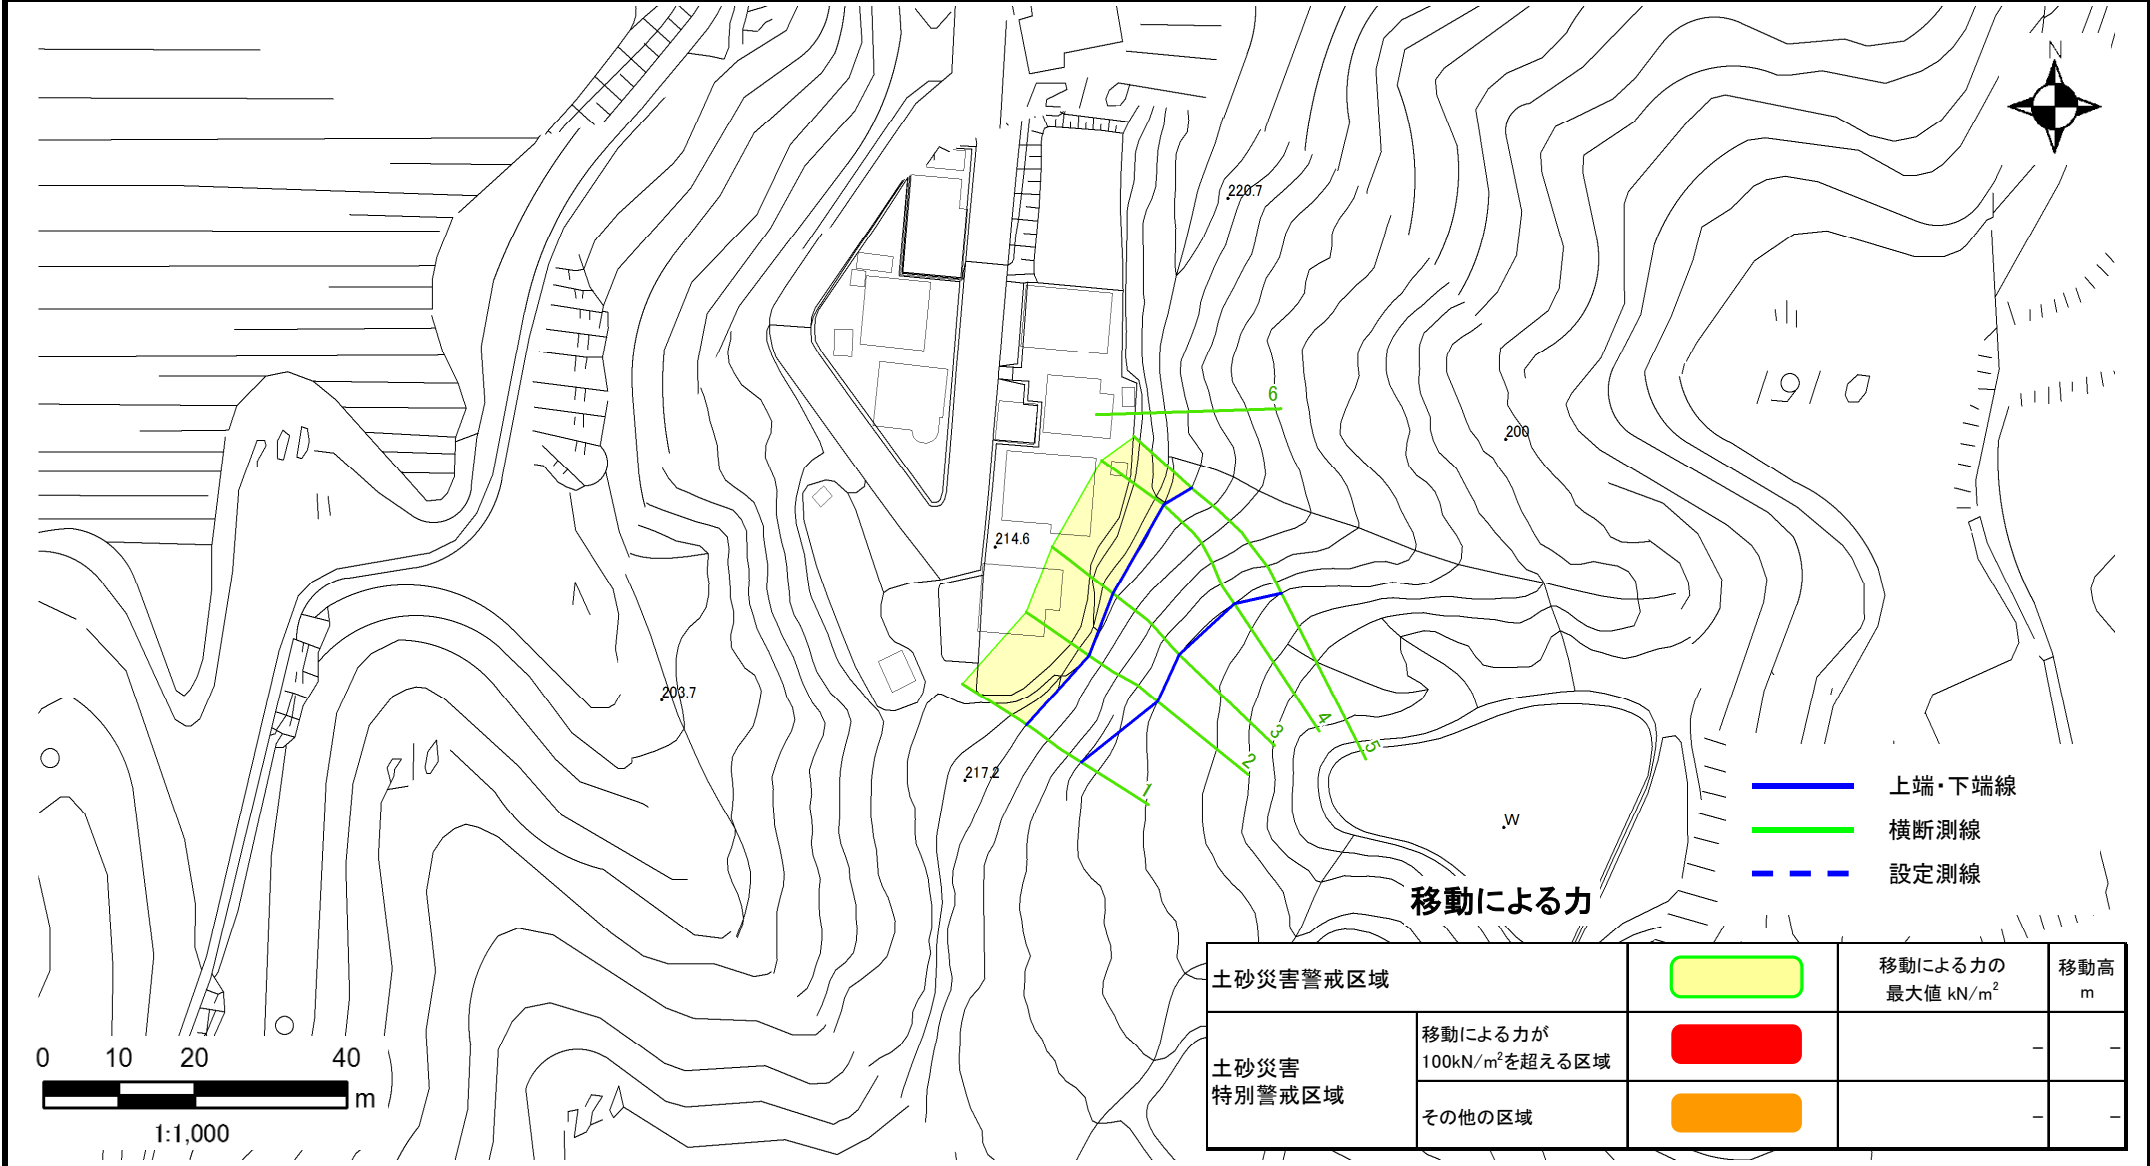 N
220.7
6
200
214.6
203.7
217.2
1
2
3
4
5
W
上端・下端線
横断測線
設定測線
移動による力
土砂災害警戒区域
移動による力の
最大値 kN/m²
移動高
m
土砂災害
特別警戒区域
移動による力が
100kN/m²を超える区域
- -
その他の区域
- -
0 10 20 40
m
1:1,000